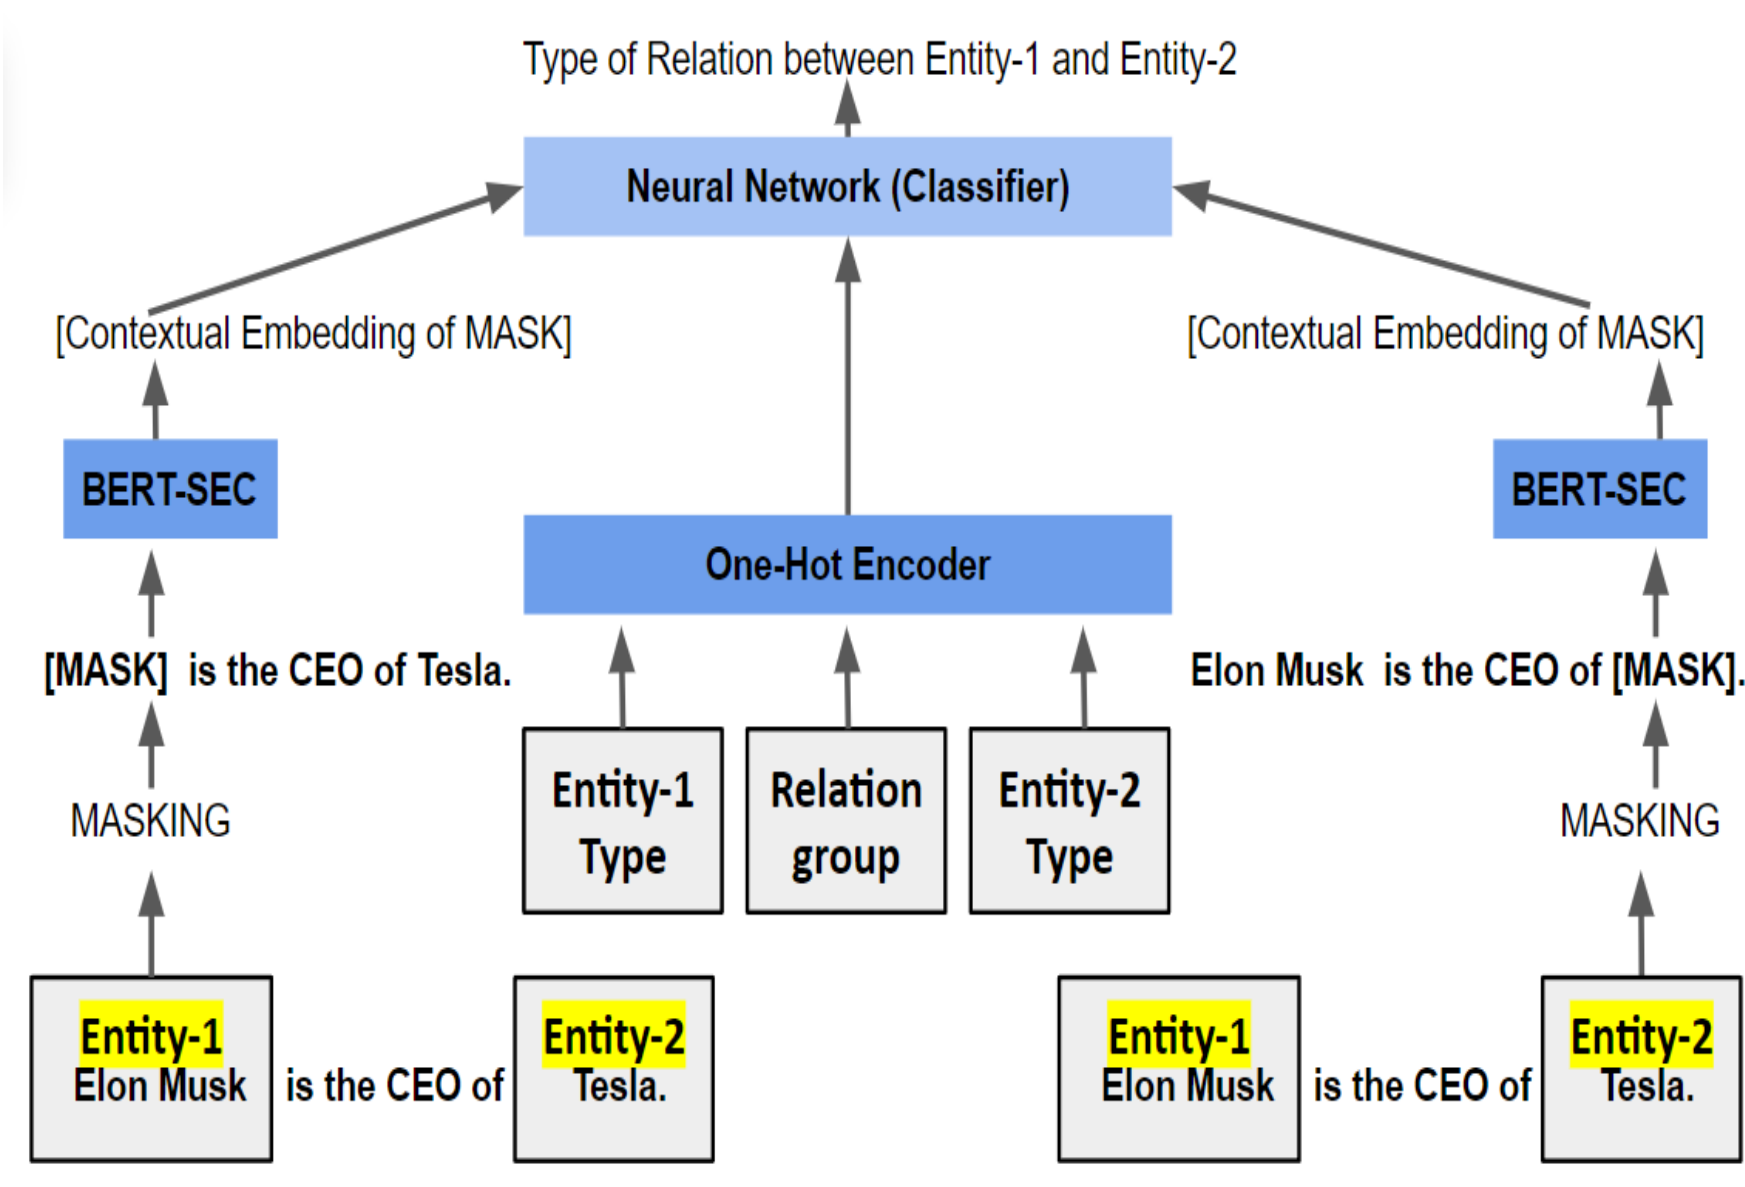 Type of Relation between Entity-1 and Entity-2
Neural Network (Classifier)
[Contextual Embedding of MASK]
[Contextual Embedding of MASK]
BERT-SEC
BERT-SEC
One-Hot Encoder
[MASK] is the CEO of Tesla.
Elon Musk is the CEO of [MASK].
Entity-1
Type
Relation
group
Entity-2
Type
MASKING
MASKING
Entity-1
Elon Musk
is the CEO of
Entity-2
Tesla.
Entity-1
Elon Musk
is the CEO of
Entity-2
Tesla.